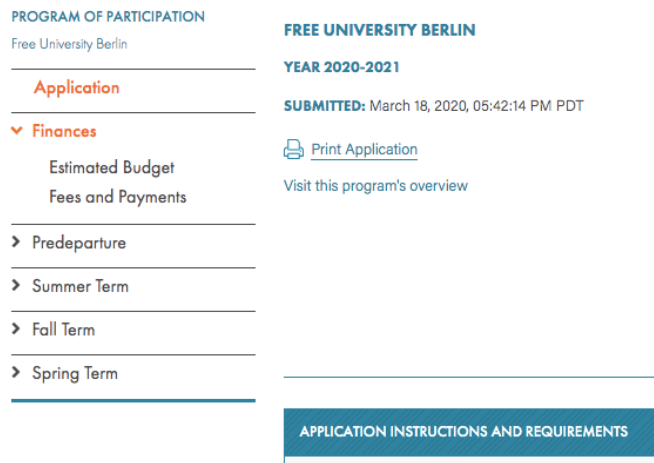 PROGRAM OF PARTICIPATION
Free University Berlin
Application
Finances
Estimated Budget
Fees and Payments
Predeparture
Summer Term
Fall Term
Spring Term
FREE UNIVERSITY BERLIN
YEAR 2020-2021
SUBMITTED: March 18, 2020, 05:42:14 PM PDT
Print Application
Visit this program's overview
APPLICATION INSTRUCTIONS AND REQUIREMENTS